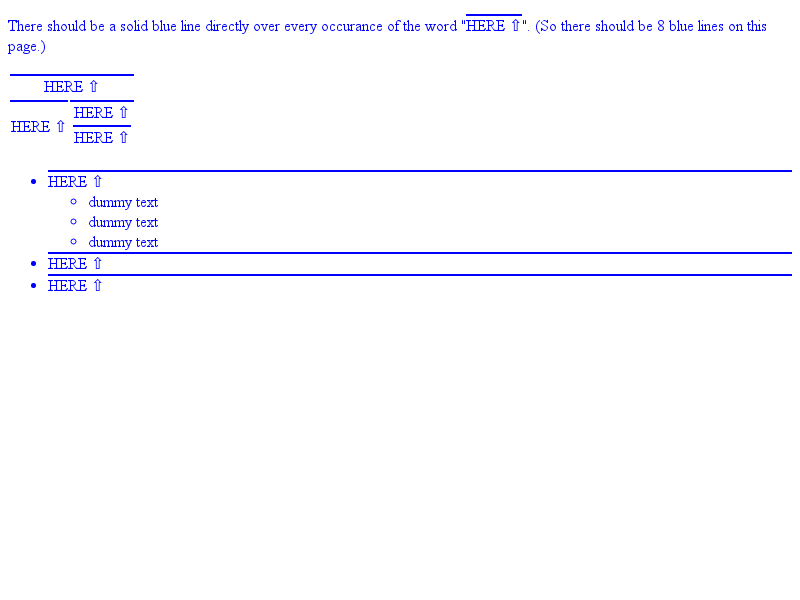 There should be a solid blue line directly over every occurance of the word "HERE ⇧". (So there should be 8 blue lines on this
page.)
HERE ⇧
HERE ⇧
HERE ⇧
HERE ⇧
HERE ⇧
dummy text
dummy text
dummy text
HERE ⇧
HERE ⇧